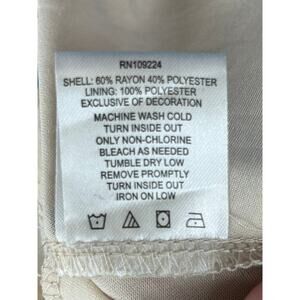 RN109224
SHELL: 60% RAYON 40% POLYESTER
LINING: 100% POLYESTER
EXCLUSIVE OF DECORATION
MACHINE WASH COLD
TURN INSIDE OUT
ONLY NON-CHLORINE
BLEACH AS NEEDED
TUMBLE DRY LOW
REMOVE PROMPTLY
TURN INSIDE OUT
IRON ON LOW